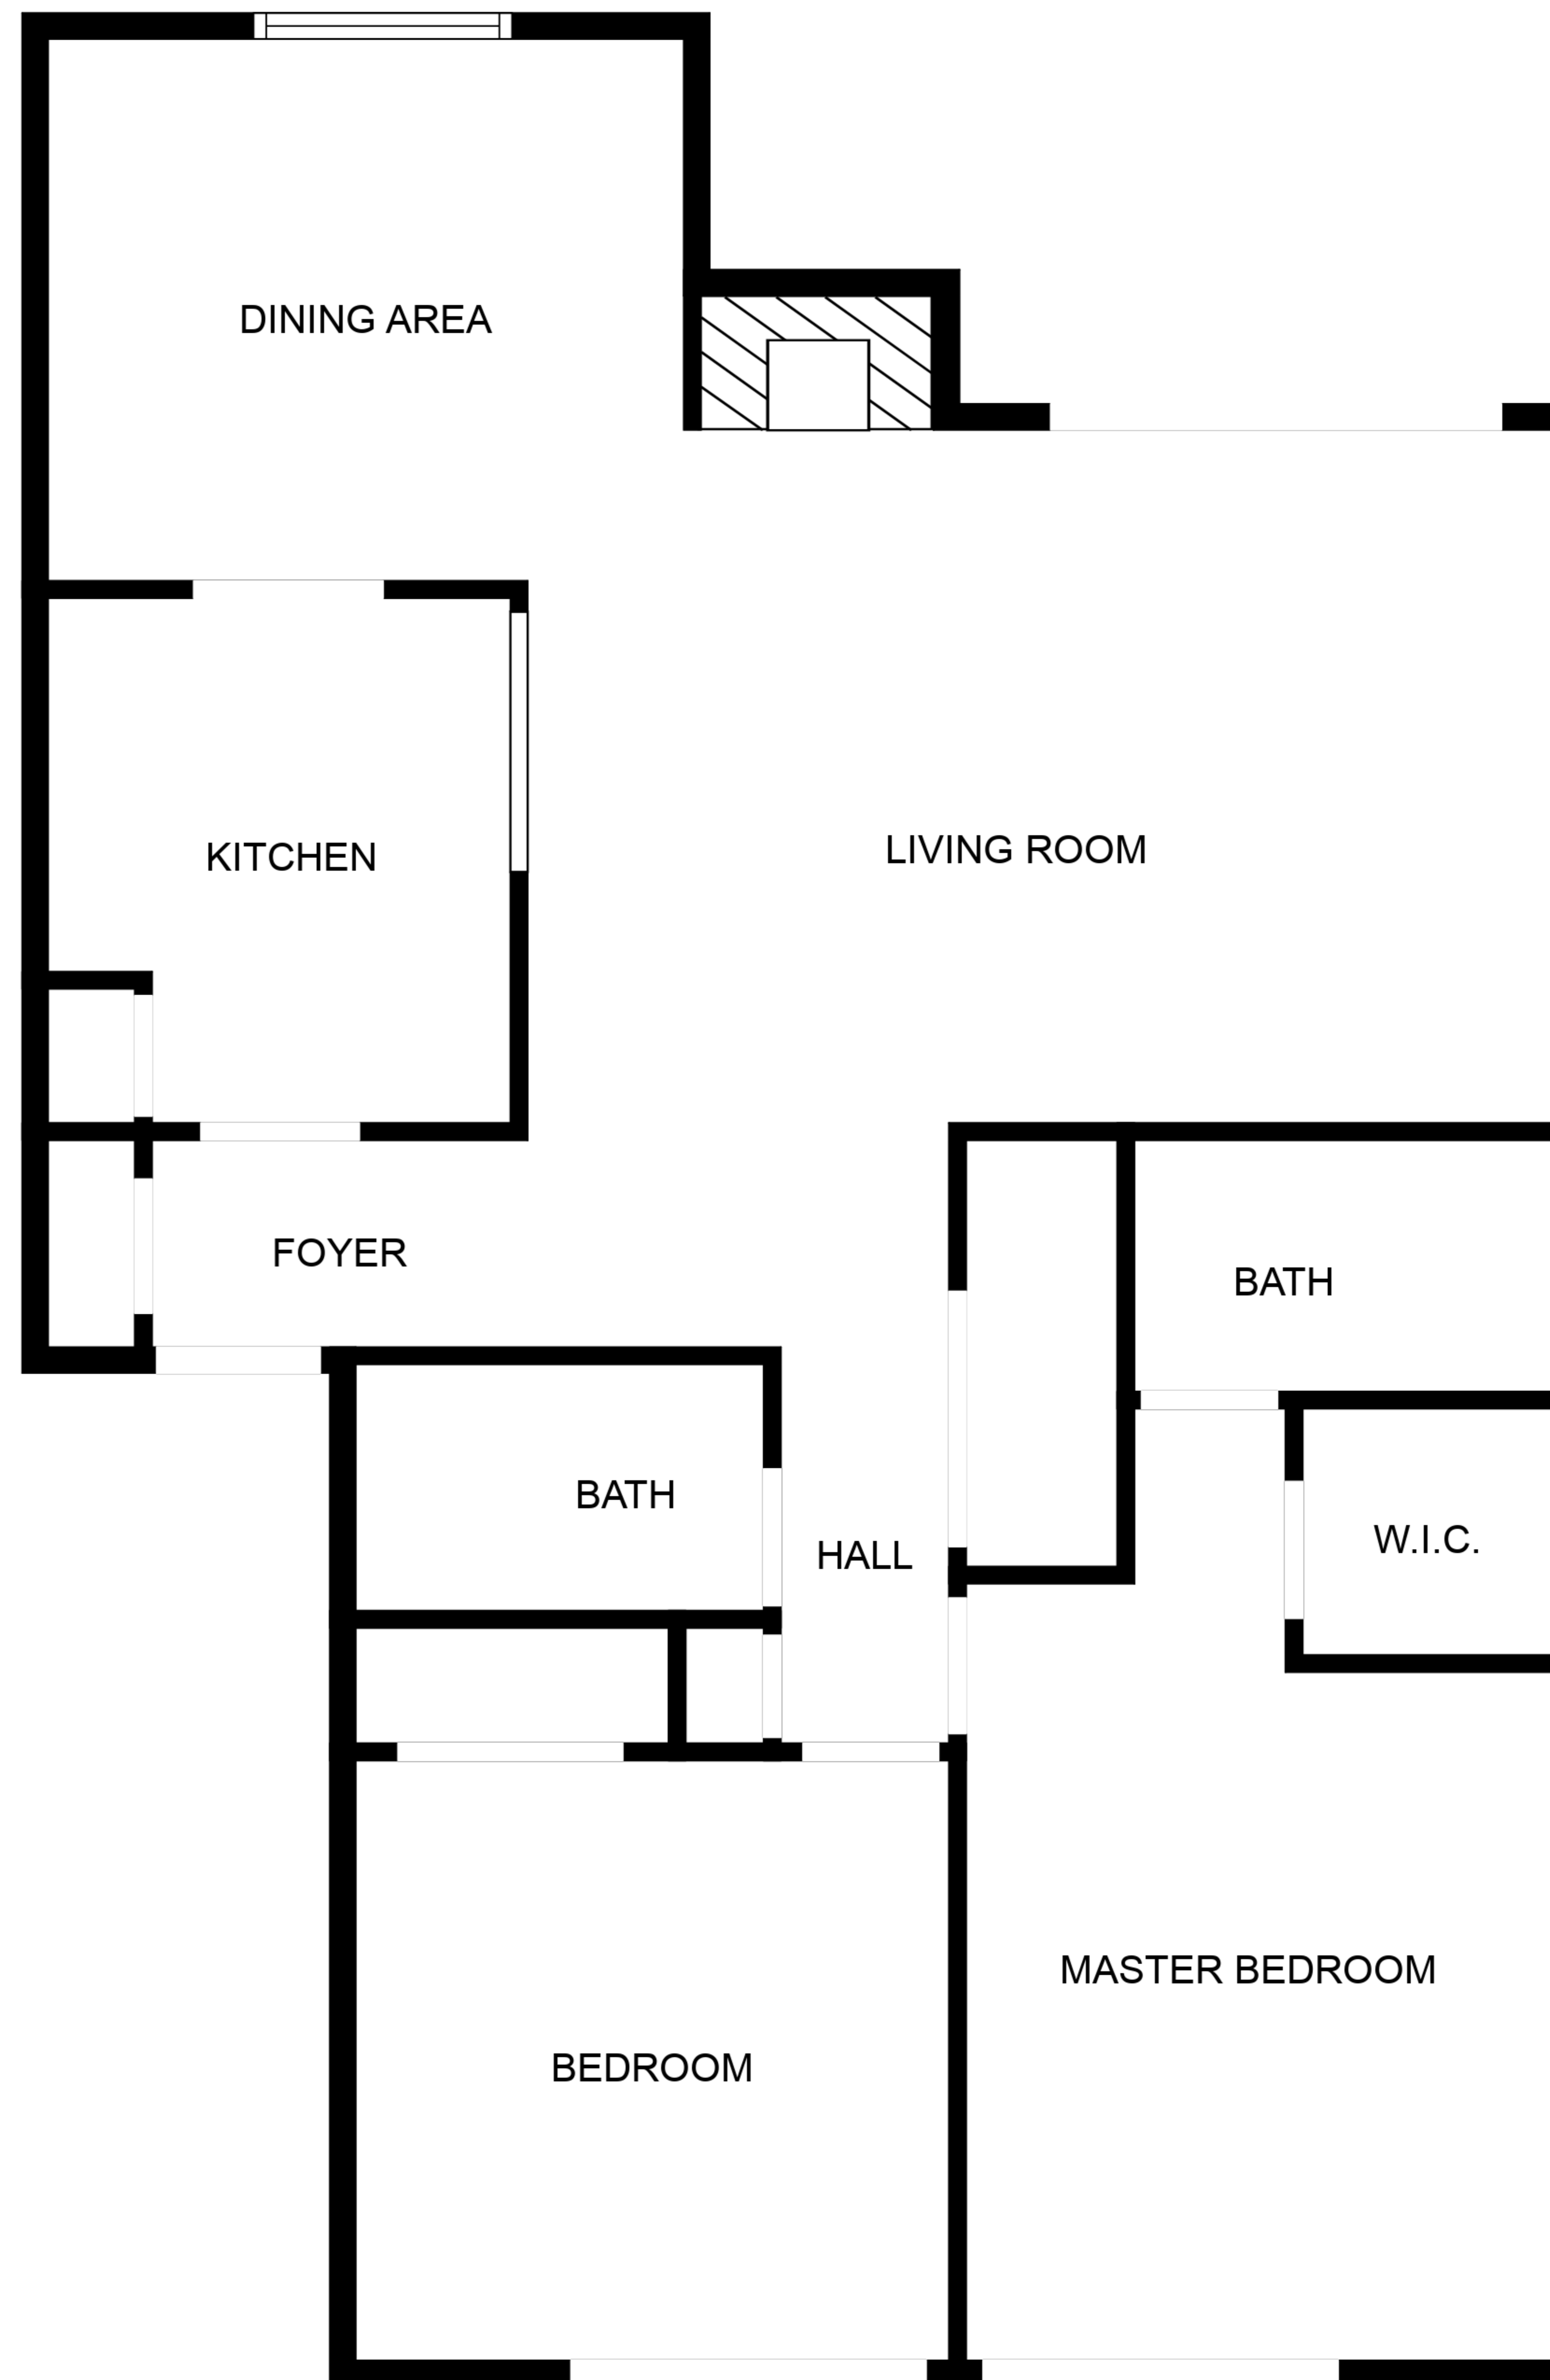 DINING AREA
KITCHEN
LIVING ROOM
FOYER
BATH
BATH
HALL
W.I.C.
MASTER BEDROOM
BEDROOM